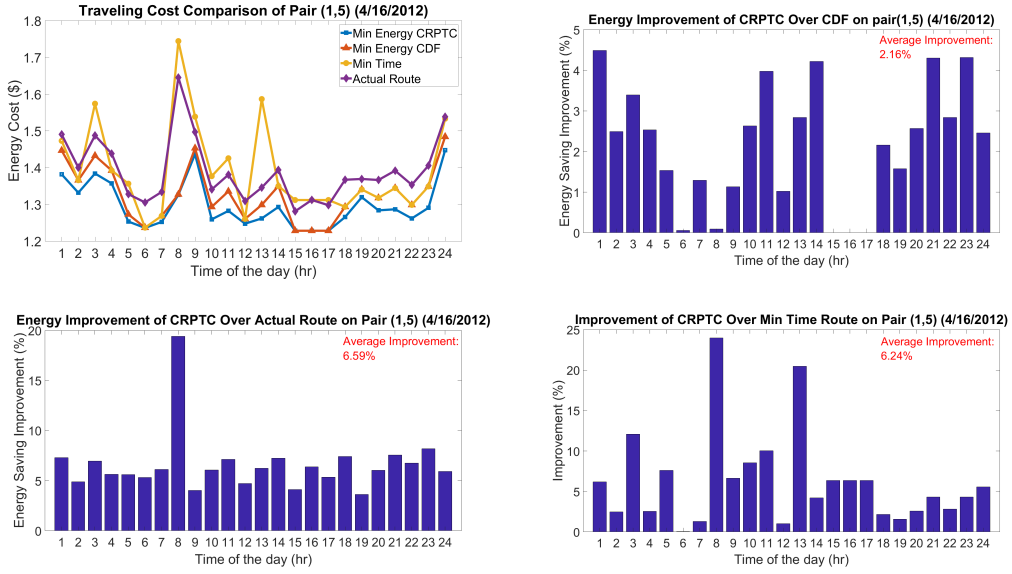 Traveling Cost Comparison of Pair (1,5) (4/16/2012)
Energy Cost ($)
1.8
1.7
1.6
1.5
1.4
1.3
1.2
Min Energy CRPTC
Min Energy CDF
Min Time
Actual Route
1 2 3 4 5 6 7 8 9 10 11 12 13 14 15 16 17 18 19 20 21 22 23 24
Time of the day (hr)
Energy Improvement of CRPTC Over CDF on pair(1,5) (4/16/2012)
Energy Saving Improvement (%)
5
4
3
2
1
0
Average Improvement:
2.16%
1 2 3 4 5 6 7 8 9 10 11 12 13 14 15 16 17 18 19 20 21 22 23 24
Time of the day (hr)
Energy Improvement of CRPTC Over Actual Route on Pair (1,5) (4/16/2012)
Energy Saving Improvement (%)
20
15
10
5
0
Average Improvement:
6.59%
1 2 3 4 5 6 7 8 9 10 11 12 13 14 15 16 17 18 19 20 21 22 23 24
Time of the day (hr)
Improvement of CRPTC Over Min Time Route on Pair (1,5) (4/16/2012)
Improvement (%)
25
20
15
10
5
0
Average Improvement:
6.24%
1 2 3 4 5 6 7 8 9 10 11 12 13 14 15 16 17 18 19 20 21 22 23 24
Time of the day (hr)